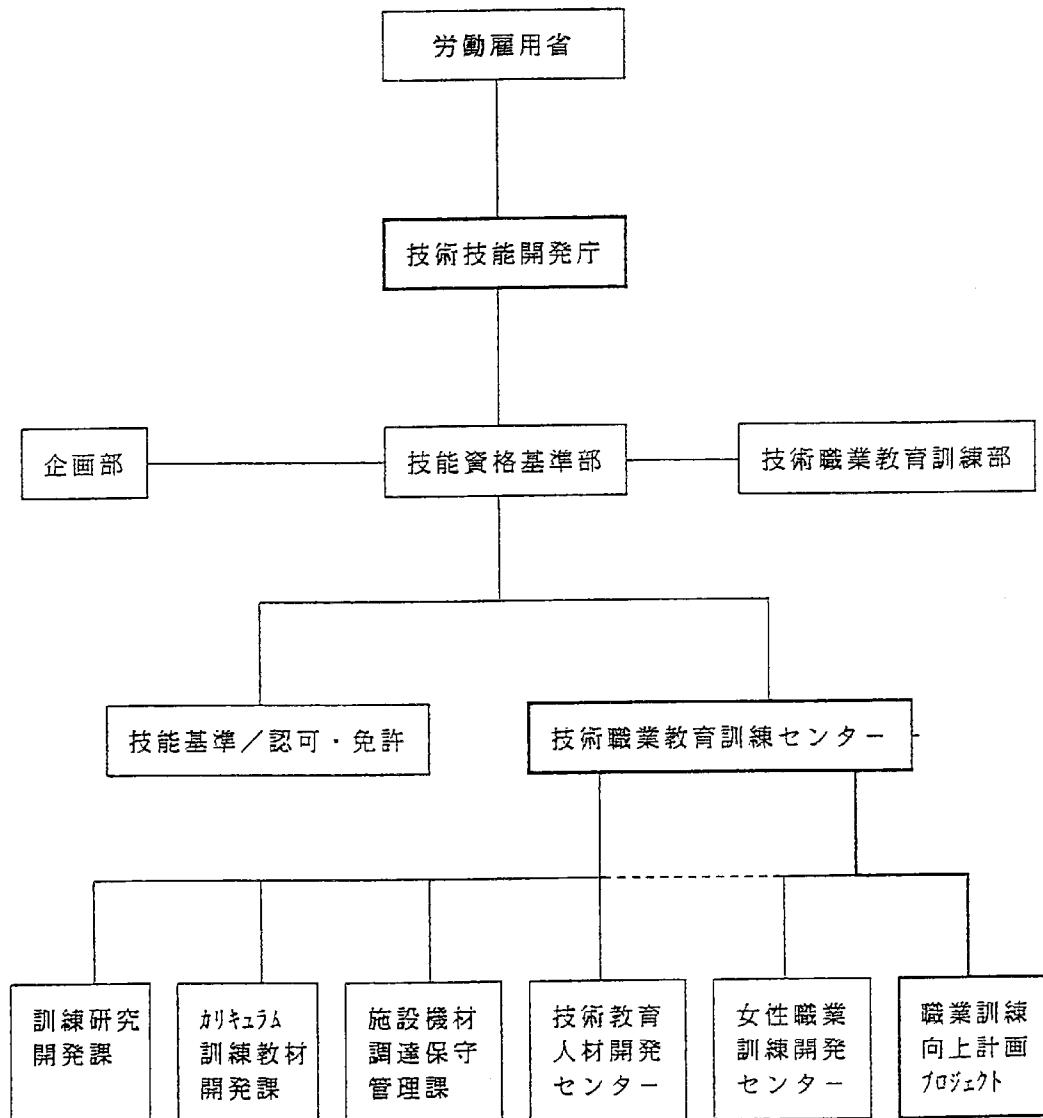 労働雇用省
技術技能開発庁
企画部
技能資格基準部
技術職業教育訓練部
技能基準／認可・免許
技術職業教育訓練センター
訓練研究
開発課
カリキュラム
訓練教材
開発課
施設機材
調達保守
管理課
技術教育
人材開発
センター
女性職業
訓練開発
センター
職業訓練
向上計画
プロジェクト